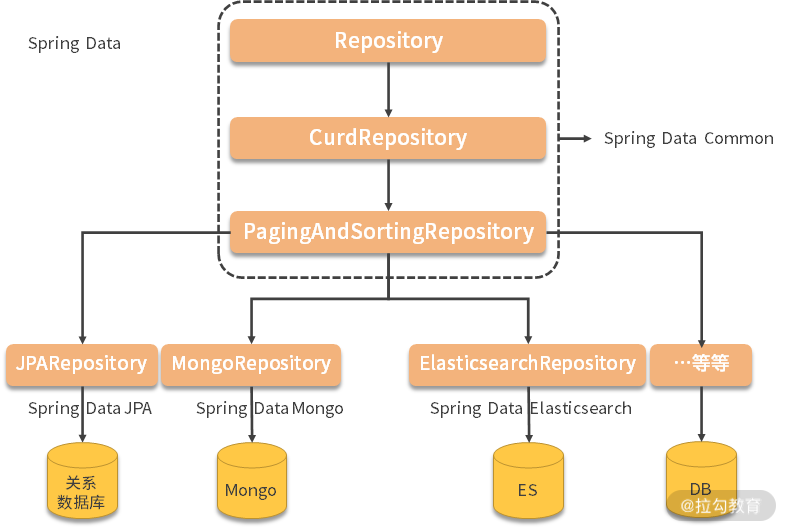 Spring Data
Repository
CurdRepository
Spring Data Common
PagingAndSortingRepository
JPARepository
MongoRepository
ElasticsearchRepository
…等等
Spring Data JPA
Spring Data Mongo
Spring Data Elasticsearch
关系
数据库
Mongo
ES
DB
@拉勾教育